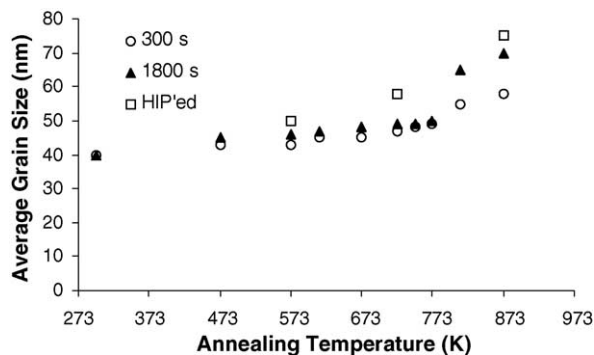 80
70
60
50
40
30
20
10
0
Average Grain Size (nm)
300 s
1800 s
HIP'ed
273 373 473 573 673 773 873 973
Annealing Temperature (K)